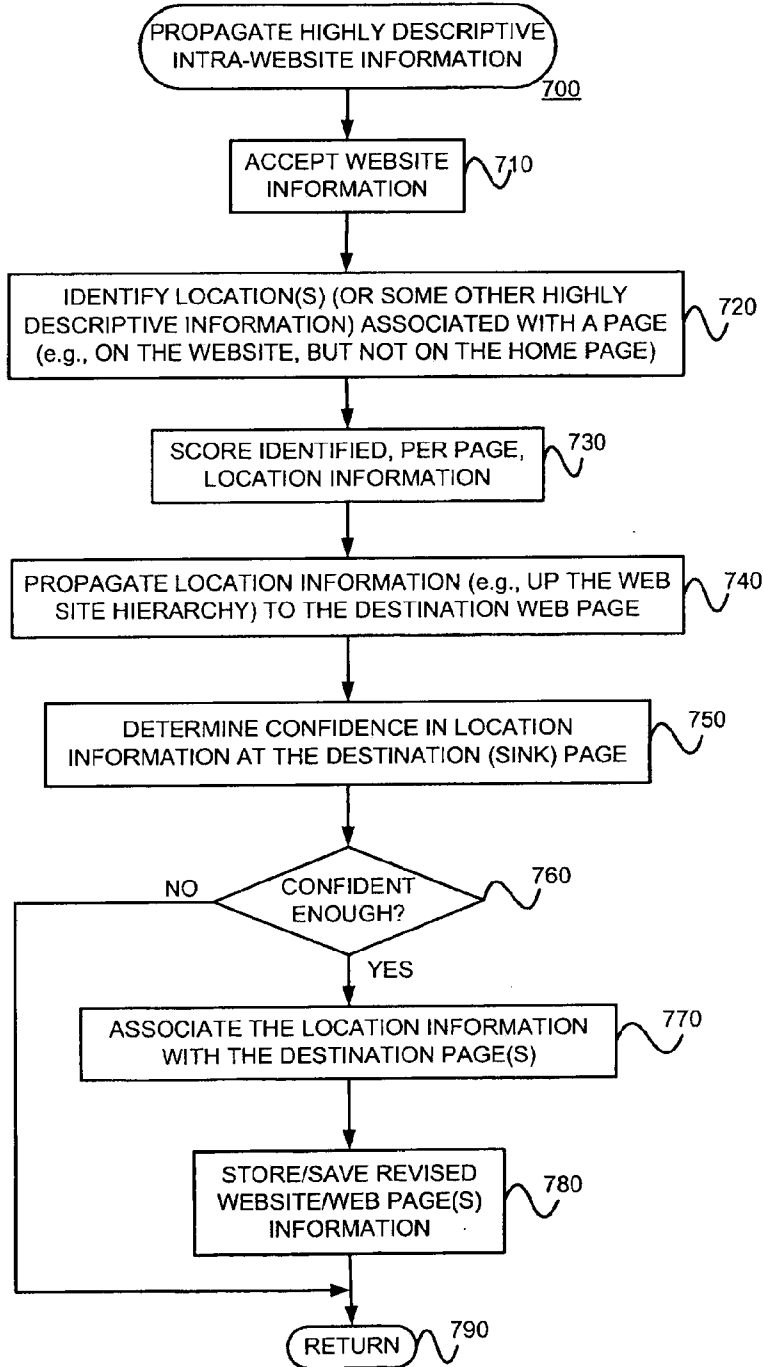 PROPAGATE HIGHLY DESCRIPTIVE
INTRA-WEBSITE INFORMATION
700
ACCEPT WEBSITE
INFORMATION
710
IDENTIFY LOCATION(S) (OR SOME OTHER HIGHLY
DESCRIPTIVE INFORMATION) ASSOCIATED WITH A PAGE
(e.g., ON THE WEBSITE, BUT NOT ON THE HOME PAGE)
720
SCORE IDENTIFIED, PER PAGE,
LOCATION INFORMATION
730
PROPAGATE LOCATION INFORMATION (e.g., UP THE WEB
SITE HIERARCHY) TO THE DESTINATION WEB PAGE
740
DETERMINE CONFIDENCE IN LOCATION
INFORMATION AT THE DESTINATION (SINK) PAGE
750
CONFIDENT
ENOUGH?
760
NO
YES
ASSOCIATE THE LOCATION INFORMATION
WITH THE DESTINATION PAGE(S)
770
STORE/SAVE REVISED
WEBSITE/WEB PAGE(S)
INFORMATION
780
RETURN
790